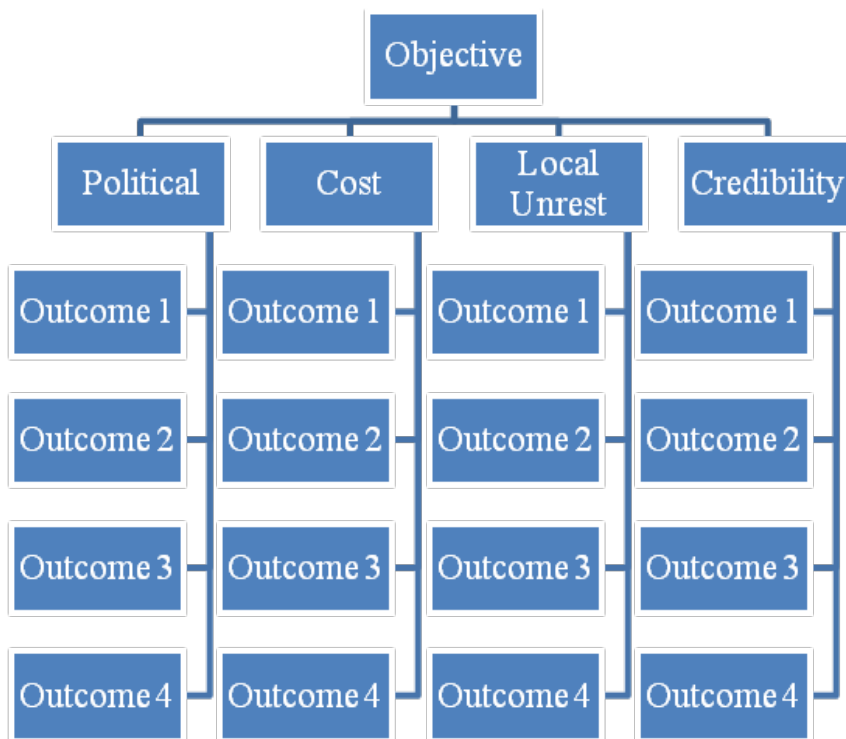 Objective
Political
Cost
Local
Unrest
Credibility
Outcome 1
Outcome 1
Outcome 1
Outcome 1
Outcome 2
Outcome 2
Outcome 2
Outcome 2
Outcome 3
Outcome 3
Outcome 3
Outcome 3
Outcome 4
Outcome 4
Outcome 4
Outcome 4